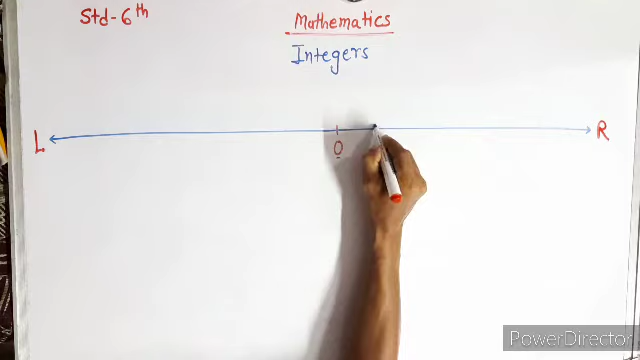 Std-6th
Mathematics
Integers
L
R
0
PowerDirector